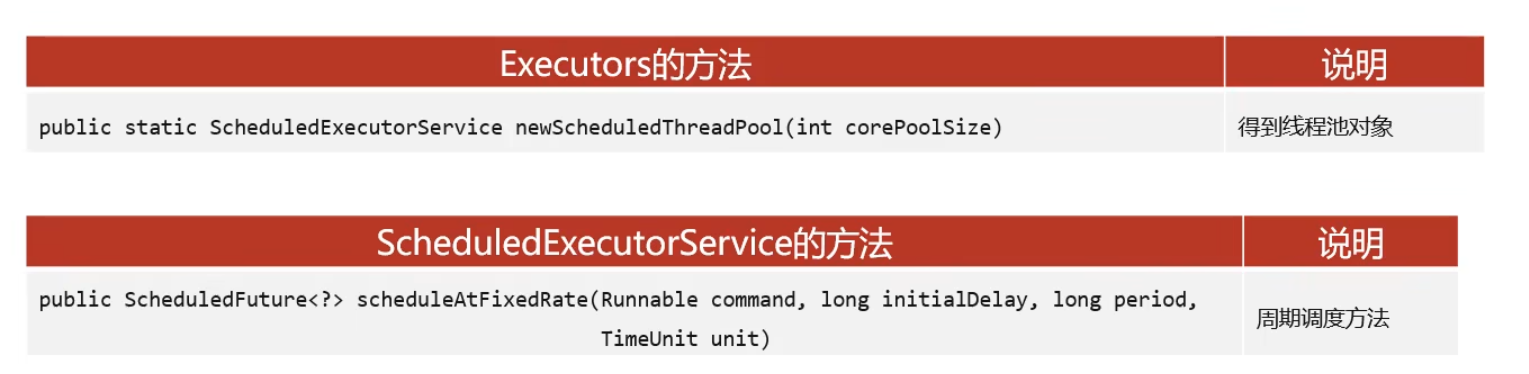 Executors的方法
说明
public static ScheduledExecutorService newScheduledThreadPool(int corePoolSize)
得到线程池对象
ScheduledExecutorService的方法
说明
public ScheduledFuture<?> scheduleAtFixedRate(Runnable command, long initialDelay, long period,
TimeUnit unit)
周期调度方法